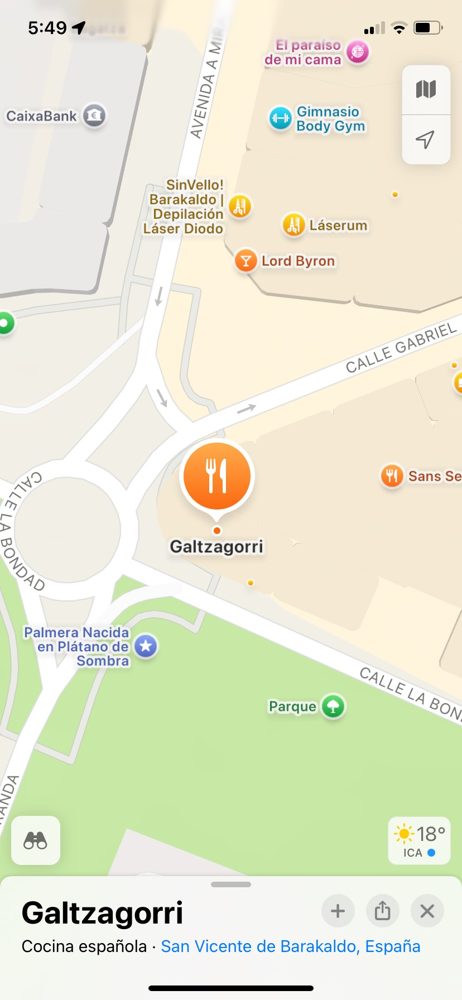 5:49
El paraíso
de mi cama
AVENIDA A MIRA
CaixaBank
Gimnasio
Body Gym
SinVello!
Barakaldo |
Depilación
Láser Diodo
Láserum
Lord Byron
CALLE GABRIEL
Sans Se
CALLE LA BONDAD
Galtzagorri
Palmera Nacida
en Plátano de
Sombra
CALLE LA BON
Parque
RANDA
18°
ICA
Galtzagorri
Cocina española · San Vicente de Barakaldo, España